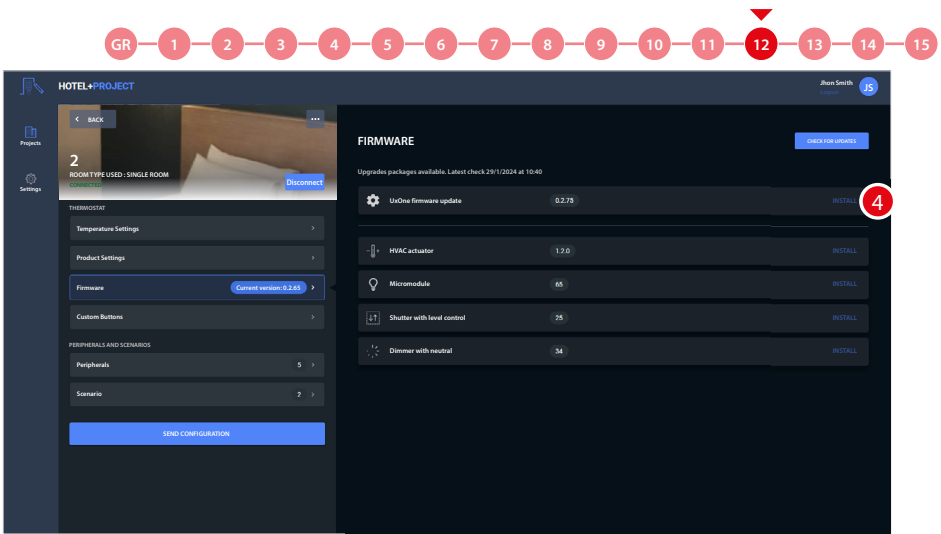 GR 1 2 3 4 5 6 7 8 9 10 11 12 13 14 15
HOTEL+PROJECT
Jhon Smith
Logout
JS
Projects
Settings
BACK
...
2
ROOM TYPE USED : SINGLE ROOM
CONNECTED
Disconnect
THERMOSTAT
Temperature Settings
Product Settings
Firmware Current version: 0.2.65
Custom Buttons
PERIPHERALS AND SCENARIOS
Peripherals 5
Scenario 2
SEND CONFIGURATION
FIRMWARE
CHECK FOR UPDATES
Upgrades packages available. Latest check 29/1/2024 at 10:40
UxOne firmware update 0.2.75 INSTALL 4
HVAC actuator 1.2.0 INSTALL
Micromodule 65 INSTALL
Shutter with level control 25 INSTALL
Dimmer with neutral 34 INSTALL